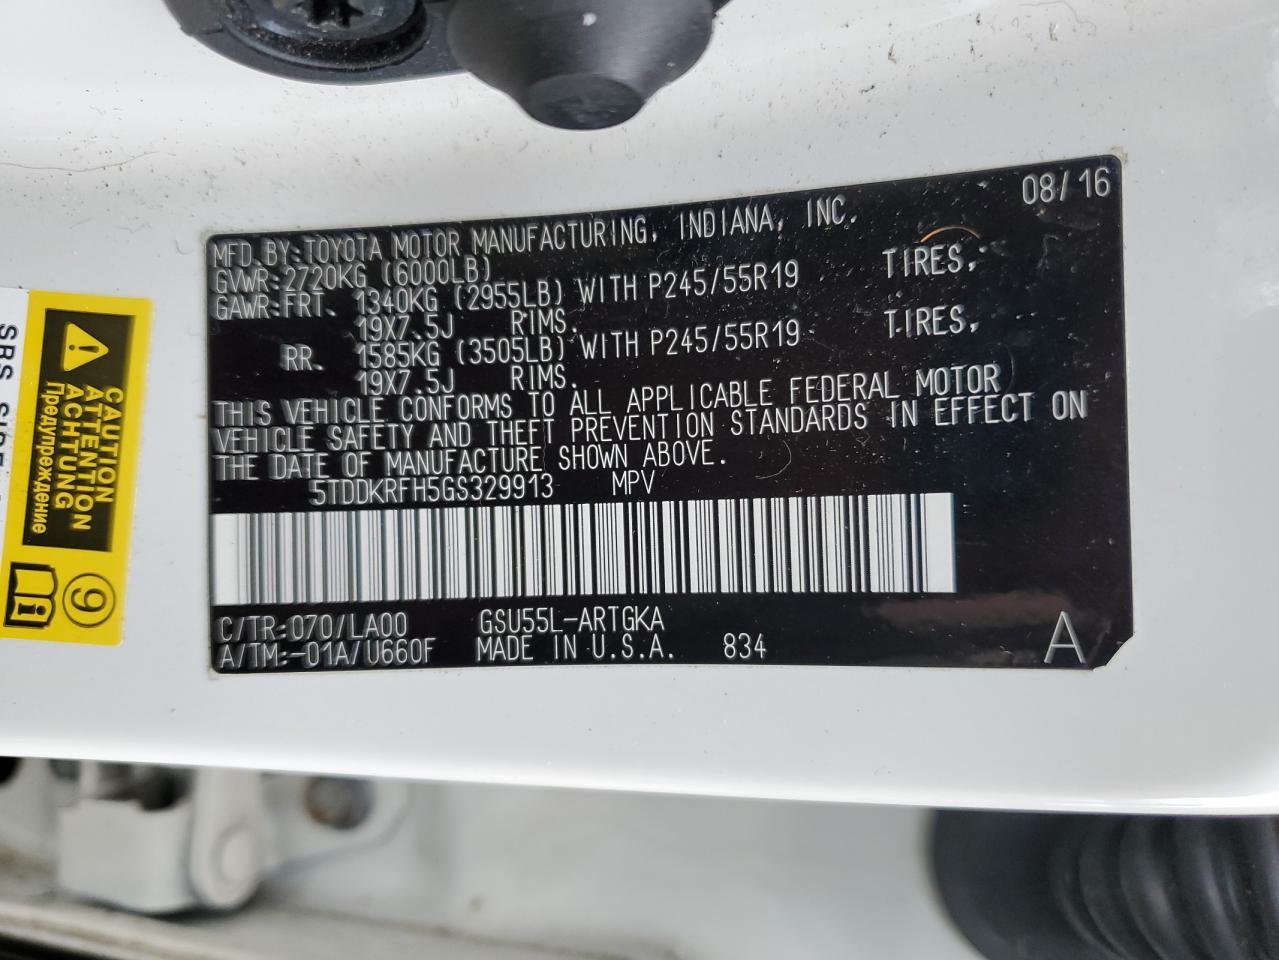 08/16
MFD.BY:TOYOTA MOTOR MANUFACTURING, INDIANA, INC.
GVWR:2720KG (6000LB)
GAWR:FRT. 1340KG (2955LB) WITH P245/55R19 TIRES,
19X7.5J RIMS.
RR. 1585KG (3505LB) WITH P245/55R19 TIRES,
19X7.5J RIMS.
THIS VEHICLE CONFORMS TO ALL APPLICABLE FEDERAL MOTOR
VEHICLE SAFETY AND THEFT PREVENTION STANDARDS IN EFFECT ON
THE DATE OF MANUFACTURE SHOWN ABOVE.
5TDDKRFH5GS329913 MPV
C/TR:070/LA00 GSU55L-ARTGKA
A/TM:-01A/U660F MADE IN U.S.A. 834 A
CAUTION
ATTENTION
ACHTUNG
Предупреждение
9